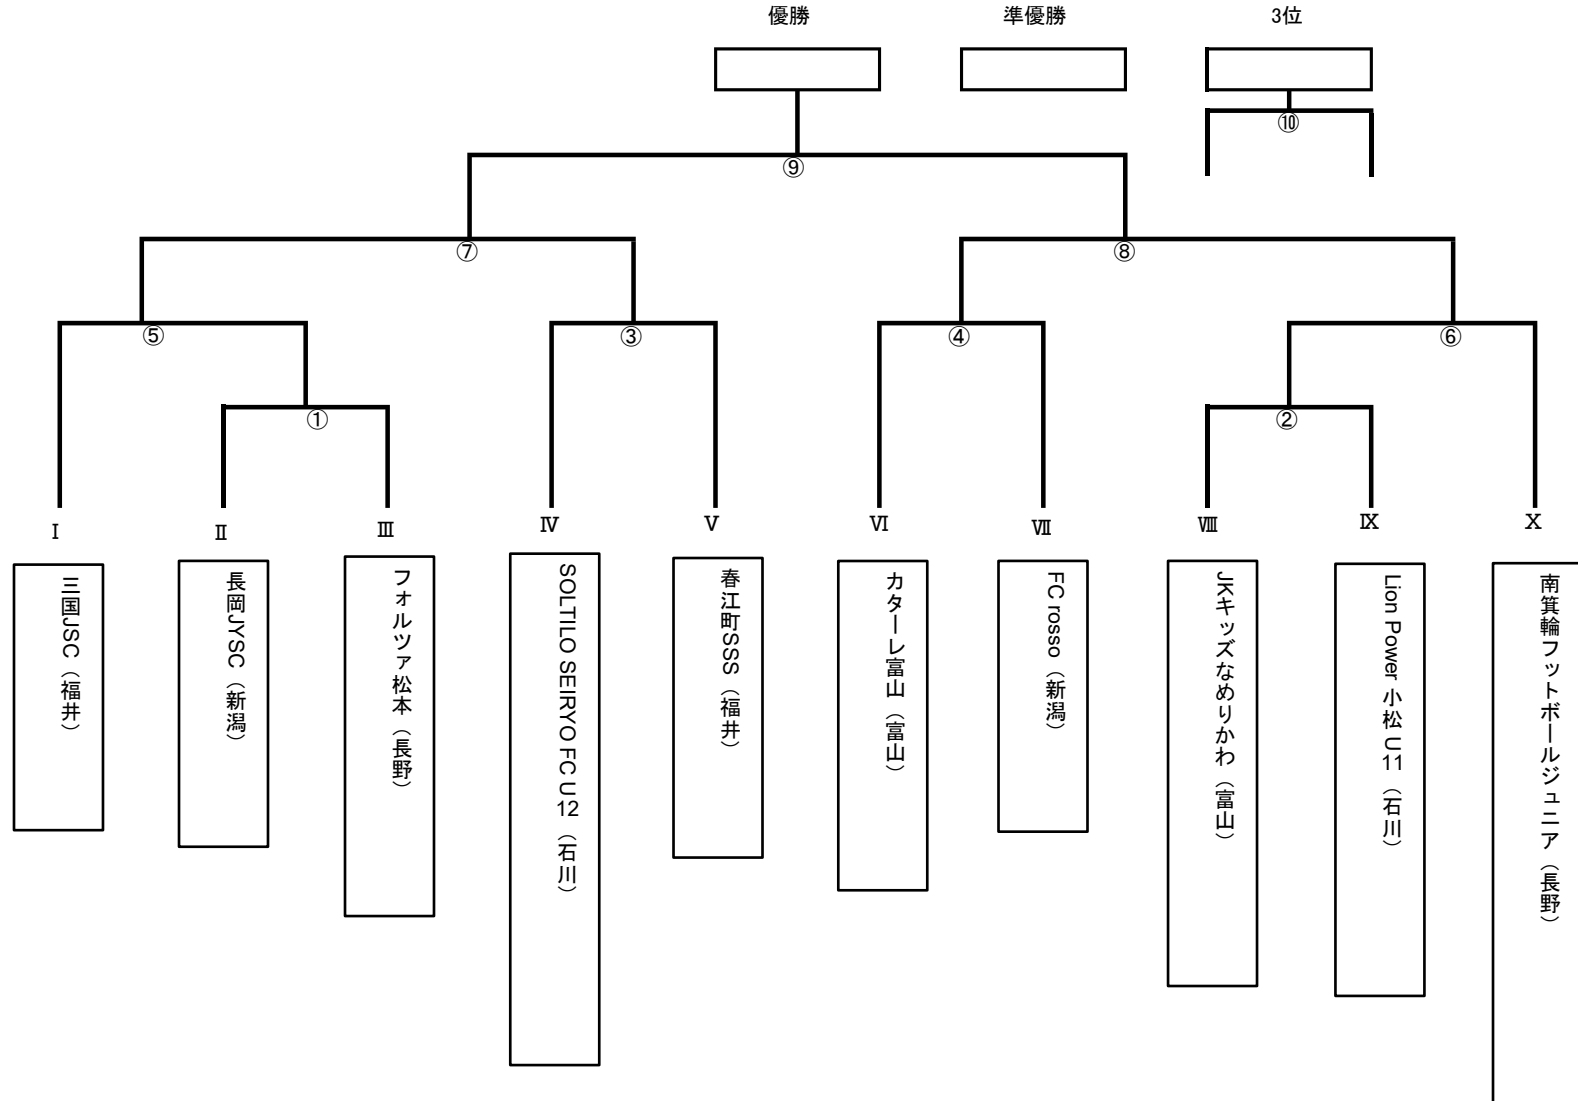 優勝
準優勝
3位
⑩
⑨
⑦
⑧
⑤
③
④
⑥
①
②
Ⅰ
Ⅱ
Ⅲ
Ⅳ
Ⅴ
Ⅵ
Ⅶ
Ⅷ
Ⅸ
Ⅹ
三国JSC（福井）
長岡JYSC（新潟）
フォルツァ松本（長野）
SOLTILO SEIRYO FC U12（石川）
春江町SSS（福井）
カターレ富山（富山）
FC rosso（新潟）
JKキッズなめりかわ（富山）
Lion Power 小松 U11（石川）
南箕輪フットボールジュニア（長野）